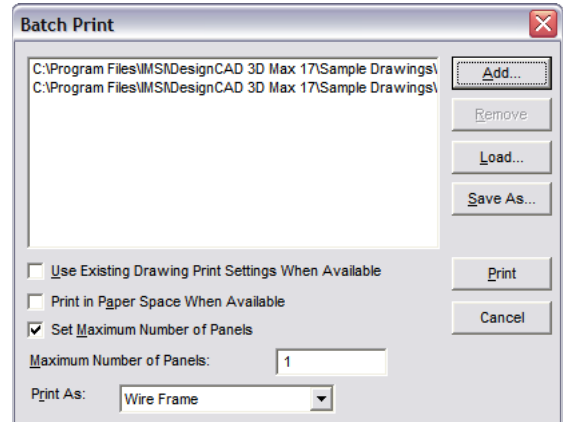 Batch Print
C:\Program Files\IMSI\DesignCAD 3D Max 17\Sample Drawings\
C:\Program Files\IMSI\DesignCAD 3D Max 17\Sample Drawings\
Add...
Remove
Load...
Save As...
Use Existing Drawing Print Settings When Available
Print
Print in Paper Space When Available
Cancel
Set Maximum Number of Panels
Maximum Number of Panels: 1
Print As: Wire Frame